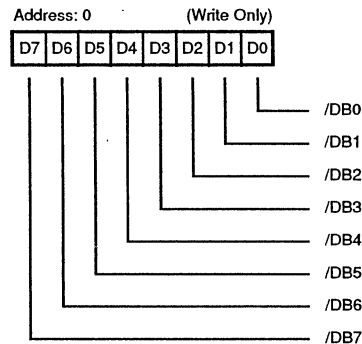 Address: 0 (Write Only)
D7 D6 D5 D4 D3 D2 D1 D0
/DB0
/DB1
/DB2
/DB3
/DB4
/DB5
/DB6
/DB7